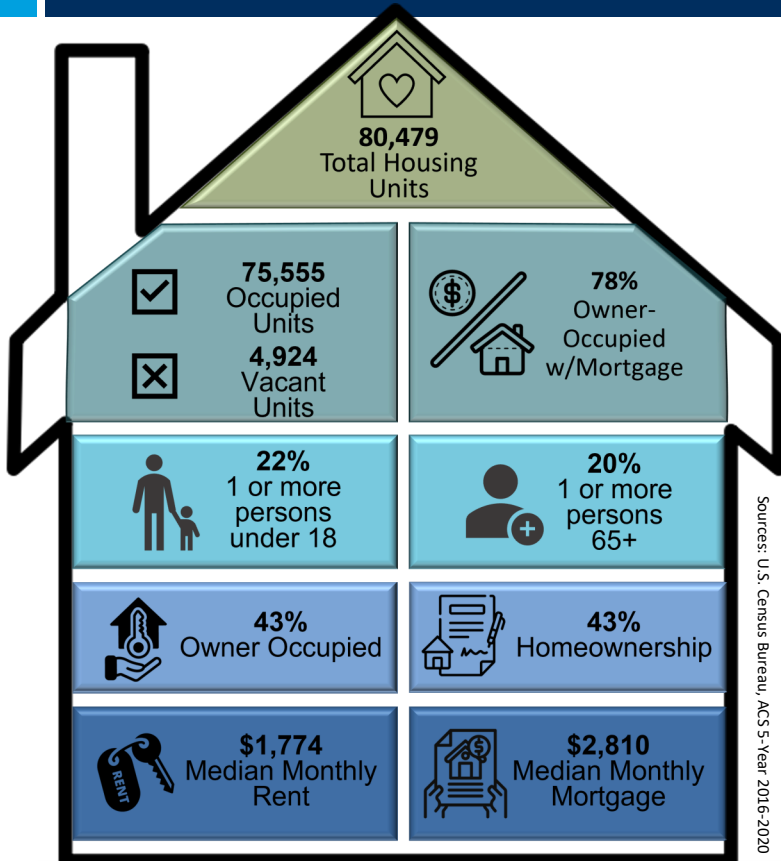 80,479
Total Housing
Units
75,555
Occupied
Units
4,924
Vacant
Units
78%
Owner-
Occupied
w/Mortgage
22%
1 or more
persons
under 18
20%
1 or more
persons
65+
43%
Owner Occupied
43%
Homeownership
RENT
$1,774
Median Monthly
Rent
$2,810
Median Monthly
Mortgage
Sources: U.S. Census Bureau, ACS 5-Year 2016-2020